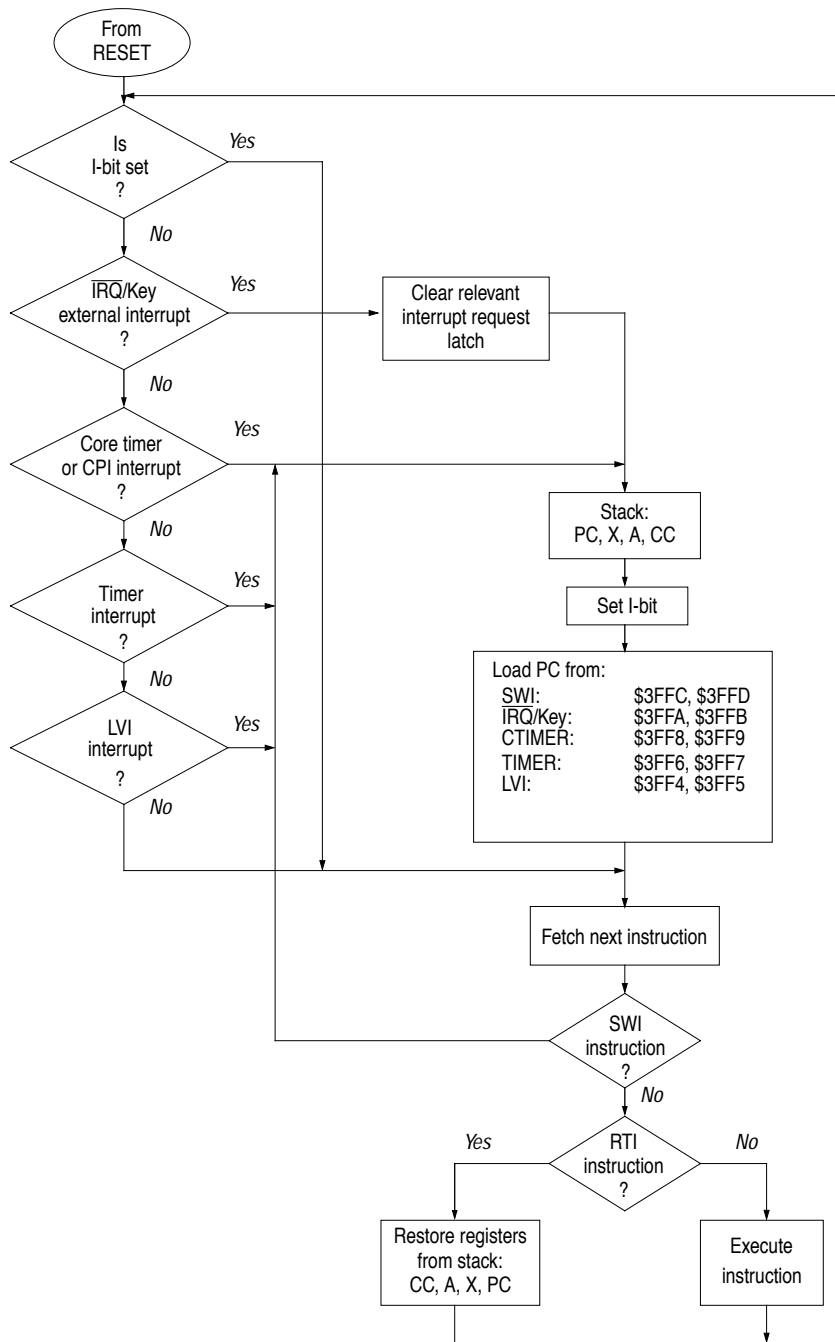 From
RESET
Is
I-bit set
?
Yes
No
IRQ/Key
external interrupt
?
Yes
No
Clear relevant
interrupt request
latch
Core timer
or CPI interrupt
?
Yes
No
Stack:
PC, X, A, CC
Timer
interrupt
?
Yes
No
Set I-bit
LVI
interrupt
?
Yes
No
Load PC from:
SWI: $3FFC, $3FFD
IRQ/Key: $3FFA, $3FFB
CTIMER: $3FF8, $3FF9
TIMER: $3FF6, $3FF7
LVI: $3FF4, $3FF5
Fetch next instruction
SWI
instruction
?
No
RTI
instruction
?
Yes
No
Restore registers
from stack:
CC, A, X, PC
Execute
instruction